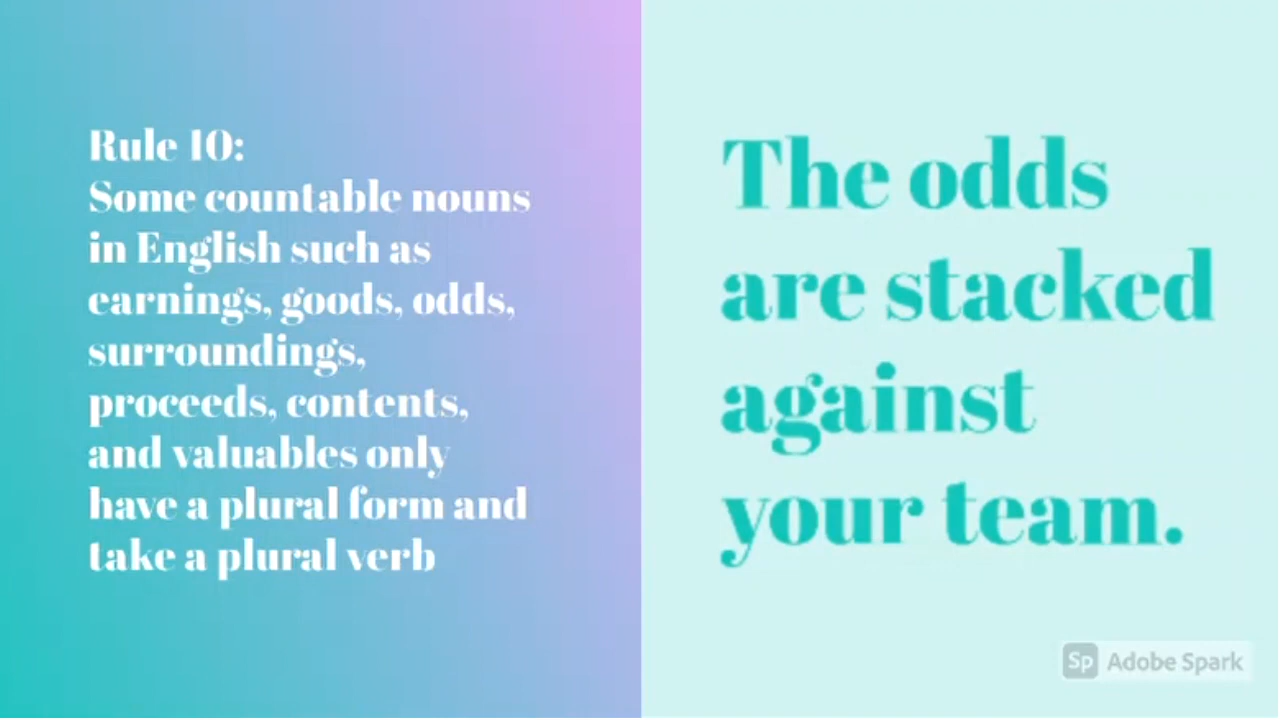 Rule 10:
Some countable nouns
in English such as
earnings, goods, odds,
surroundings,
proceeds, contents,
and valuables only
have a plural form and
take a plural verb
The odds
are stacked
against
your team.
Sp Adobe Spark